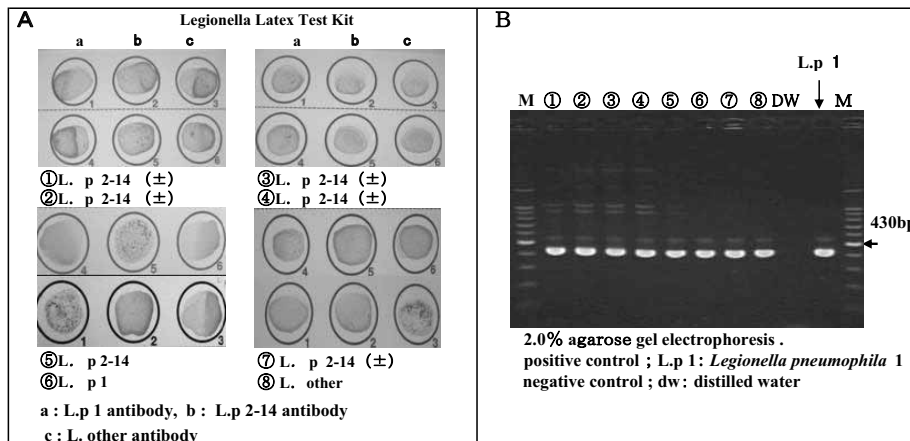 A
Legionella Latex Test Kit
a b c
1 2 3
4 5 6
①L. p 2-14 (±)
②L. p 2-14 (±)
a b c
1 2 3
4 5 6
③L. p 2-14 (±)
④L. p 2-14 (±)
4 5 6
1 2 3
⑤L. p 2-14
⑥L. p 1
4 5 6
1 2 3
⑦L. p 2-14 (±)
⑧L. other
a : L.p 1 antibody, b : L.p 2-14 antibody
c : L. other antibody
B
L.p 1
M ① ② ③ ④ ⑤ ⑥ ⑦ ⑧ DW M
430bp
2.0% agarose gel electrophoresis .
positive control ; L.p 1: Legionella pneumophila 1
negative control ; dw: distilled water